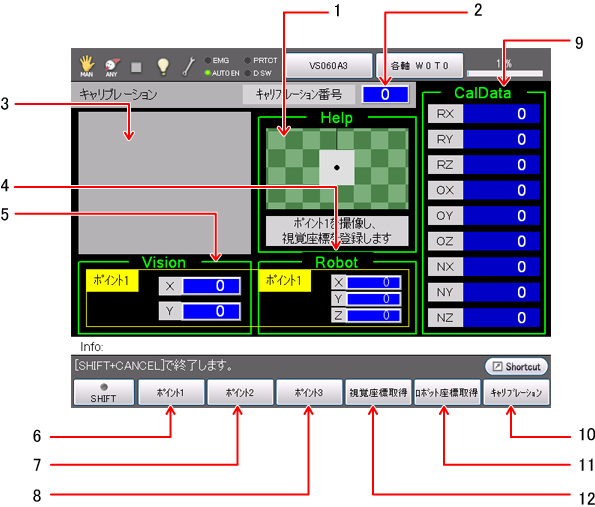 1
2
9
MAN
ANY
EMG
AUTO EN
PRTCT
D SW
VS060A3
各軸 W 0 T 0
キャリブレーション
キャリブレーション番号
0
CalData
3
Help
RX 0
RY 0
RZ 0
OX 0
OY 0
OZ 0
NX 0
NY 0
NZ 0
4
ポイント1を撮像し、
視覚座標を登録します
5
Vision
ポイント1
X 0
Y 0
Robot
ポイント1
X 0
Y 0
Z 0
Info:
[SHIFT+CANCEL]で終了します。
Shortcut
SHIFT
ポイント1
ポイント2
ポイント3
視覚座標取得
ロボット座標取得
キャリブレーション
6
10
7
11
8
12